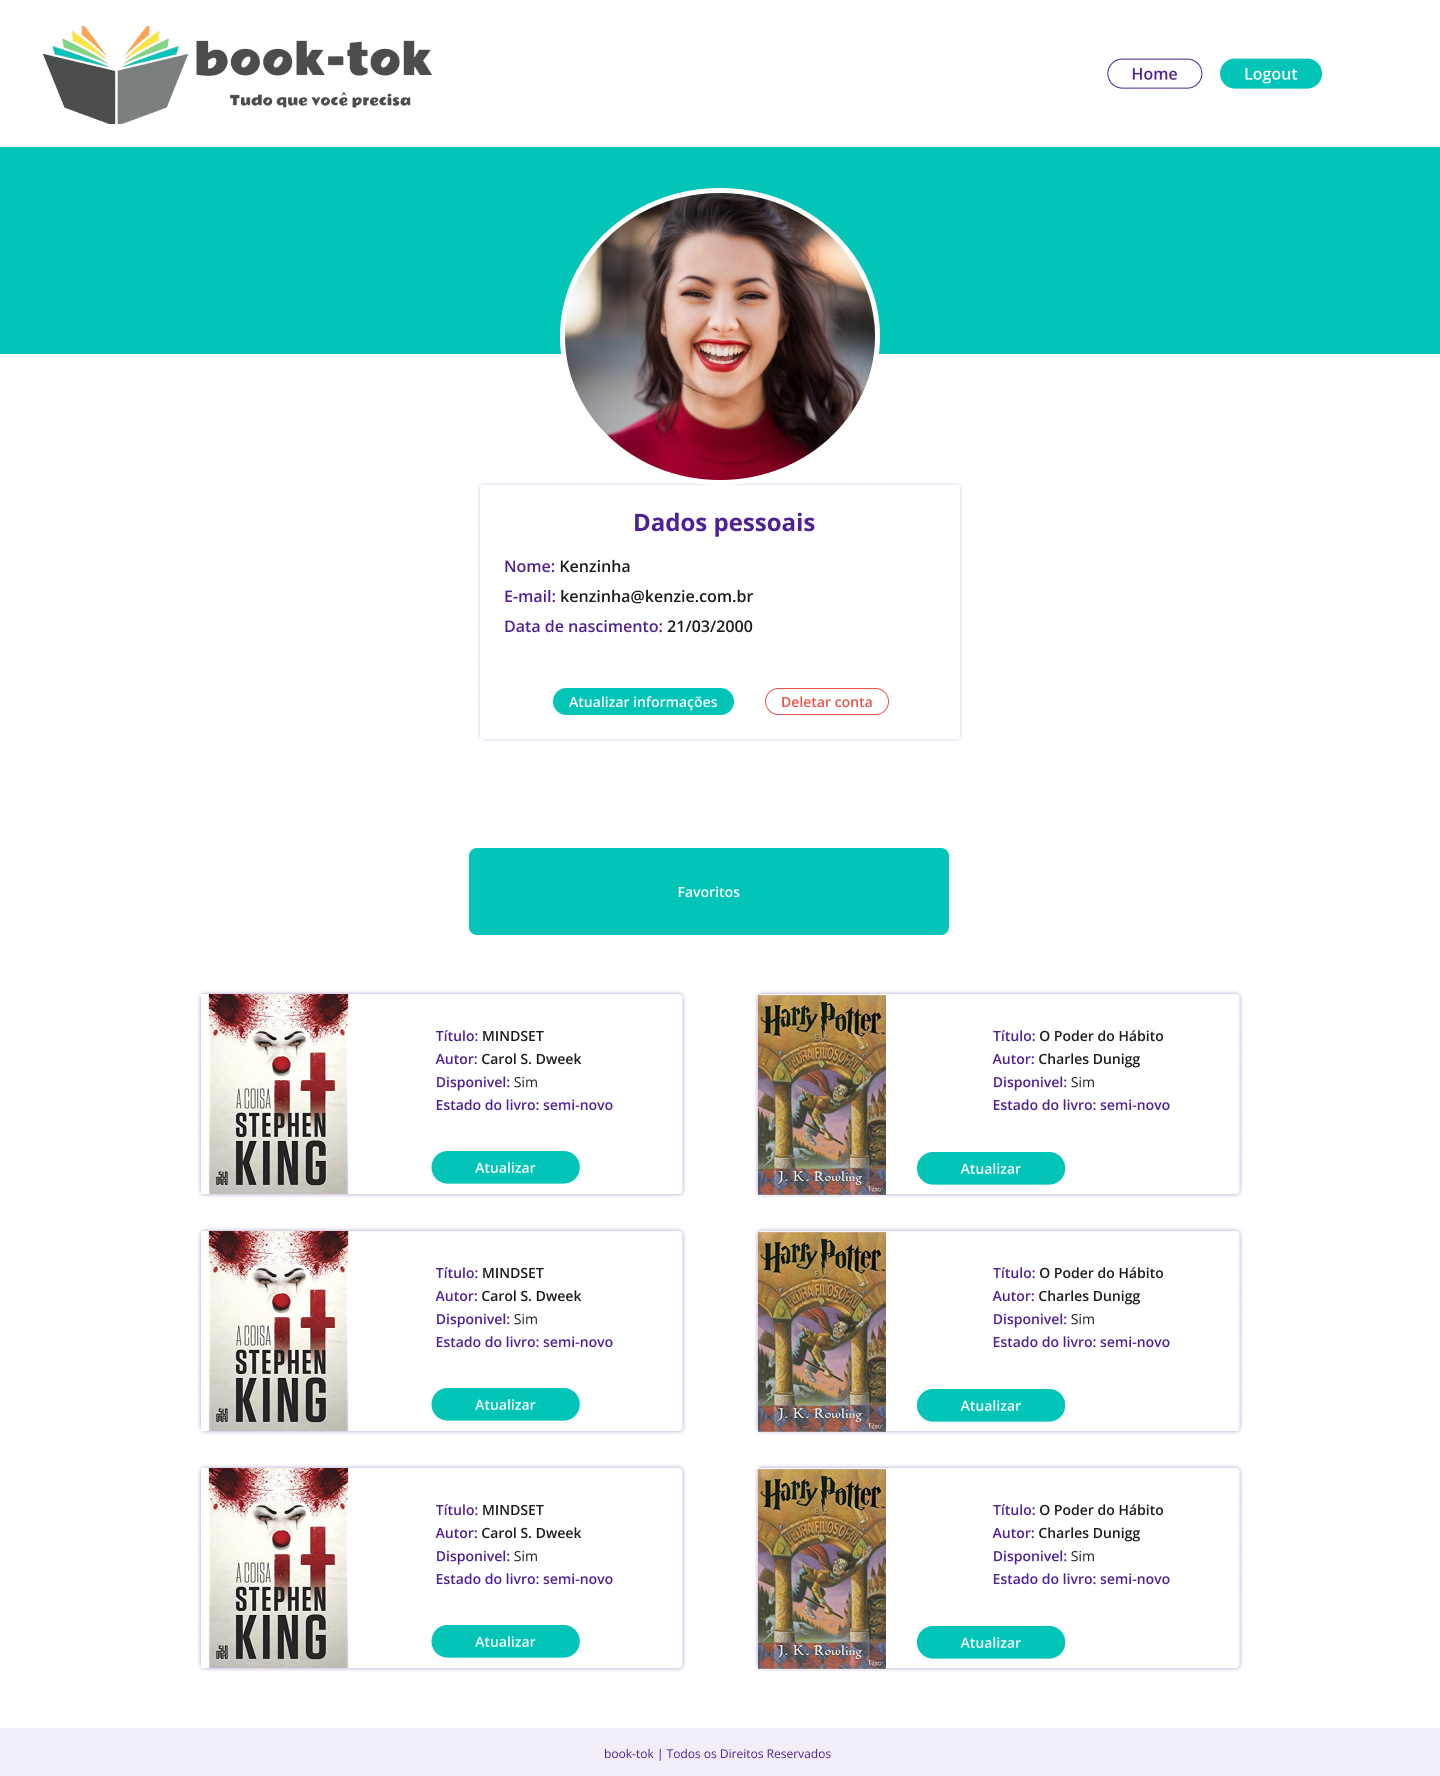 book-tok
Tudo que você precisa
Home
Logout
Dados pessoais
Nome: Kenzinha
E-mail: kenzinha@kenzie.com.br
Data de nascimento: 21/03/2000
Atualizar informações
Deletar conta
Favoritos
A COISA
it
STEPHEN
KING
Título: MINDSET
Autor: Carol S. Dweek
Disponivel: Sim
Estado do livro: semi-novo
Atualizar
Harry Potter
E A
PEDRA FILOSOFAL
J. K. Rowling
Título: O Poder do Hábito
Autor: Charles Dunigg
Disponivel: Sim
Estado do livro: semi-novo
Atualizar
A COISA
it
STEPHEN
KING
Título: MINDSET
Autor: Carol S. Dweek
Disponivel: Sim
Estado do livro: semi-novo
Atualizar
Harry Potter
E A
PEDRA FILOSOFAL
J. K. Rowling
Título: O Poder do Hábito
Autor: Charles Dunigg
Disponivel: Sim
Estado do livro: semi-novo
Atualizar
A COISA
it
STEPHEN
KING
Título: MINDSET
Autor: Carol S. Dweek
Disponivel: Sim
Estado do livro: semi-novo
Atualizar
Harry Potter
E A
PEDRA FILOSOFAL
J. K. Rowling
Título: O Poder do Hábito
Autor: Charles Dunigg
Disponivel: Sim
Estado do livro: semi-novo
Atualizar
book-tok | Todos os Direitos Reservados